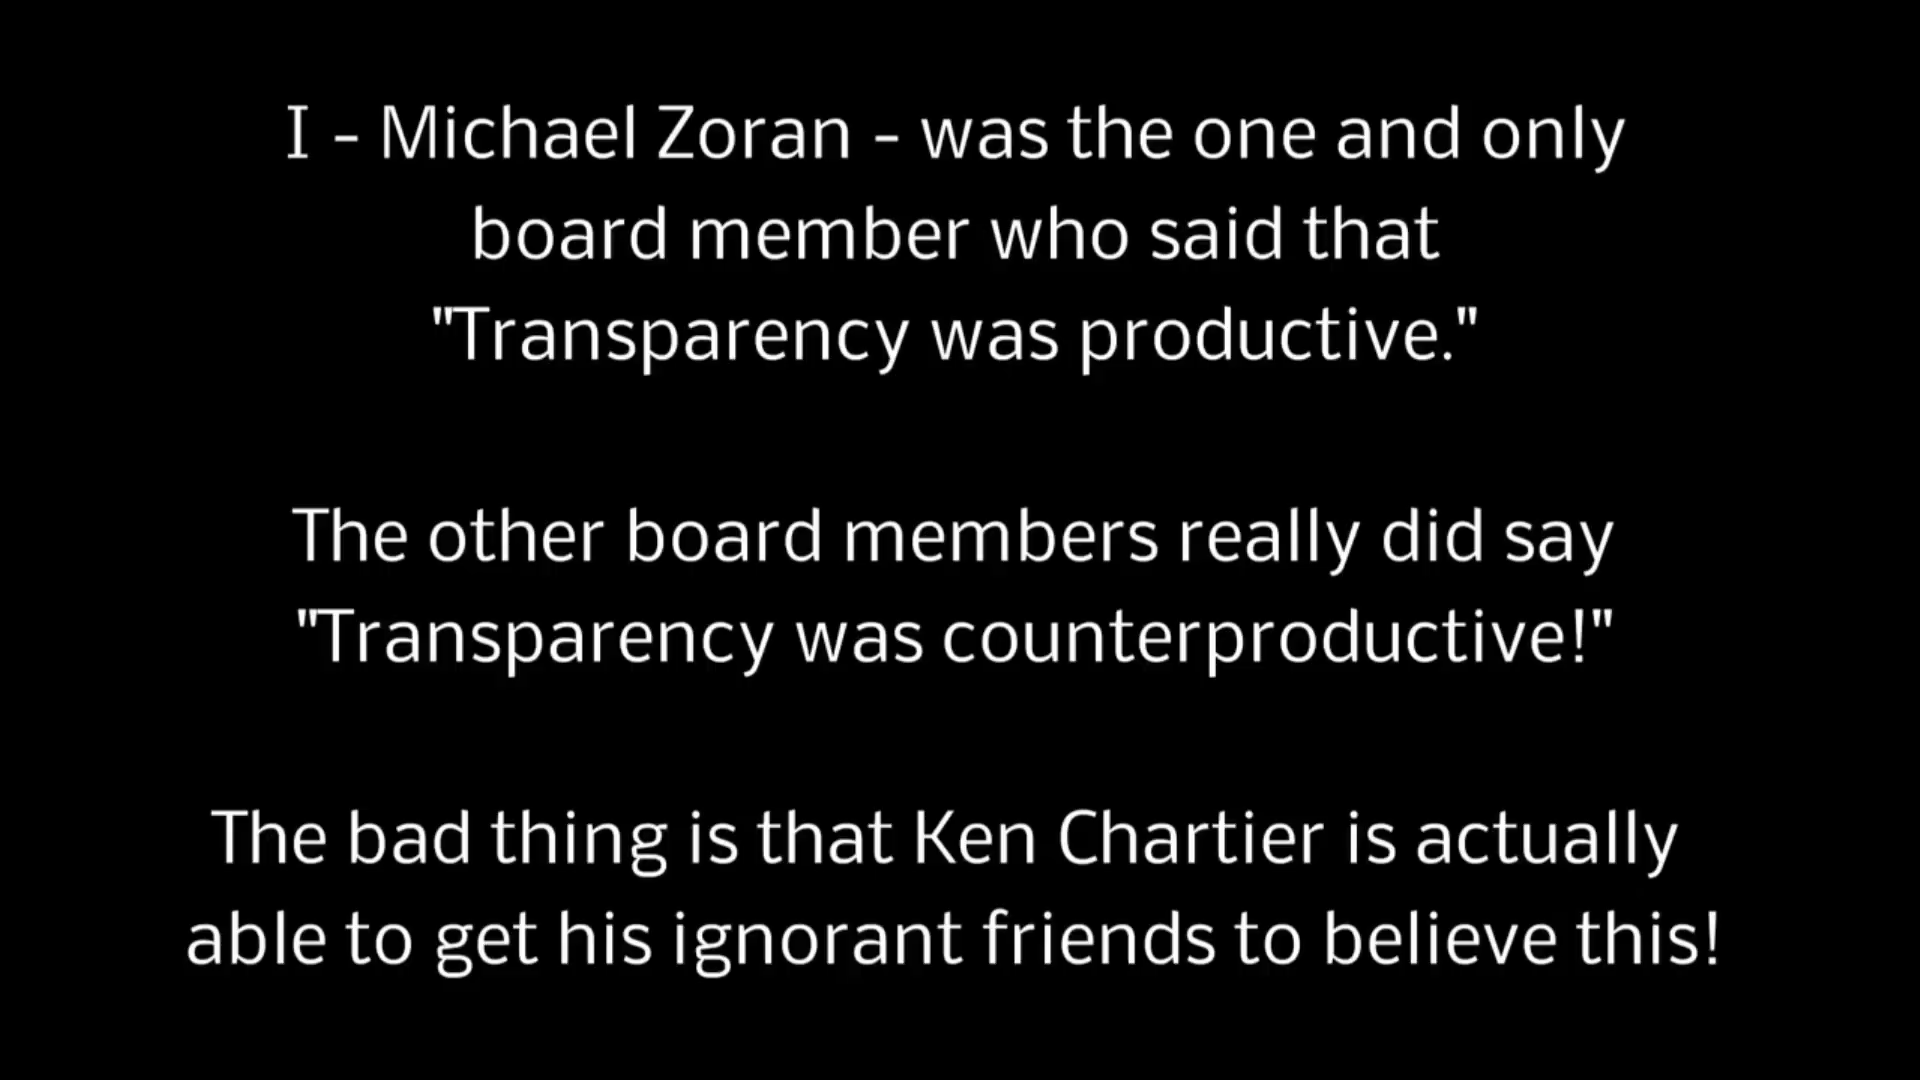 I - Michael Zoran - was the one and only
board member who said that
"Transparency was productive."
The other board members really did say
"Transparency was counterproductive!"
The bad thing is that Ken Chartier is actually
able to get his ignorant friends to believe this!